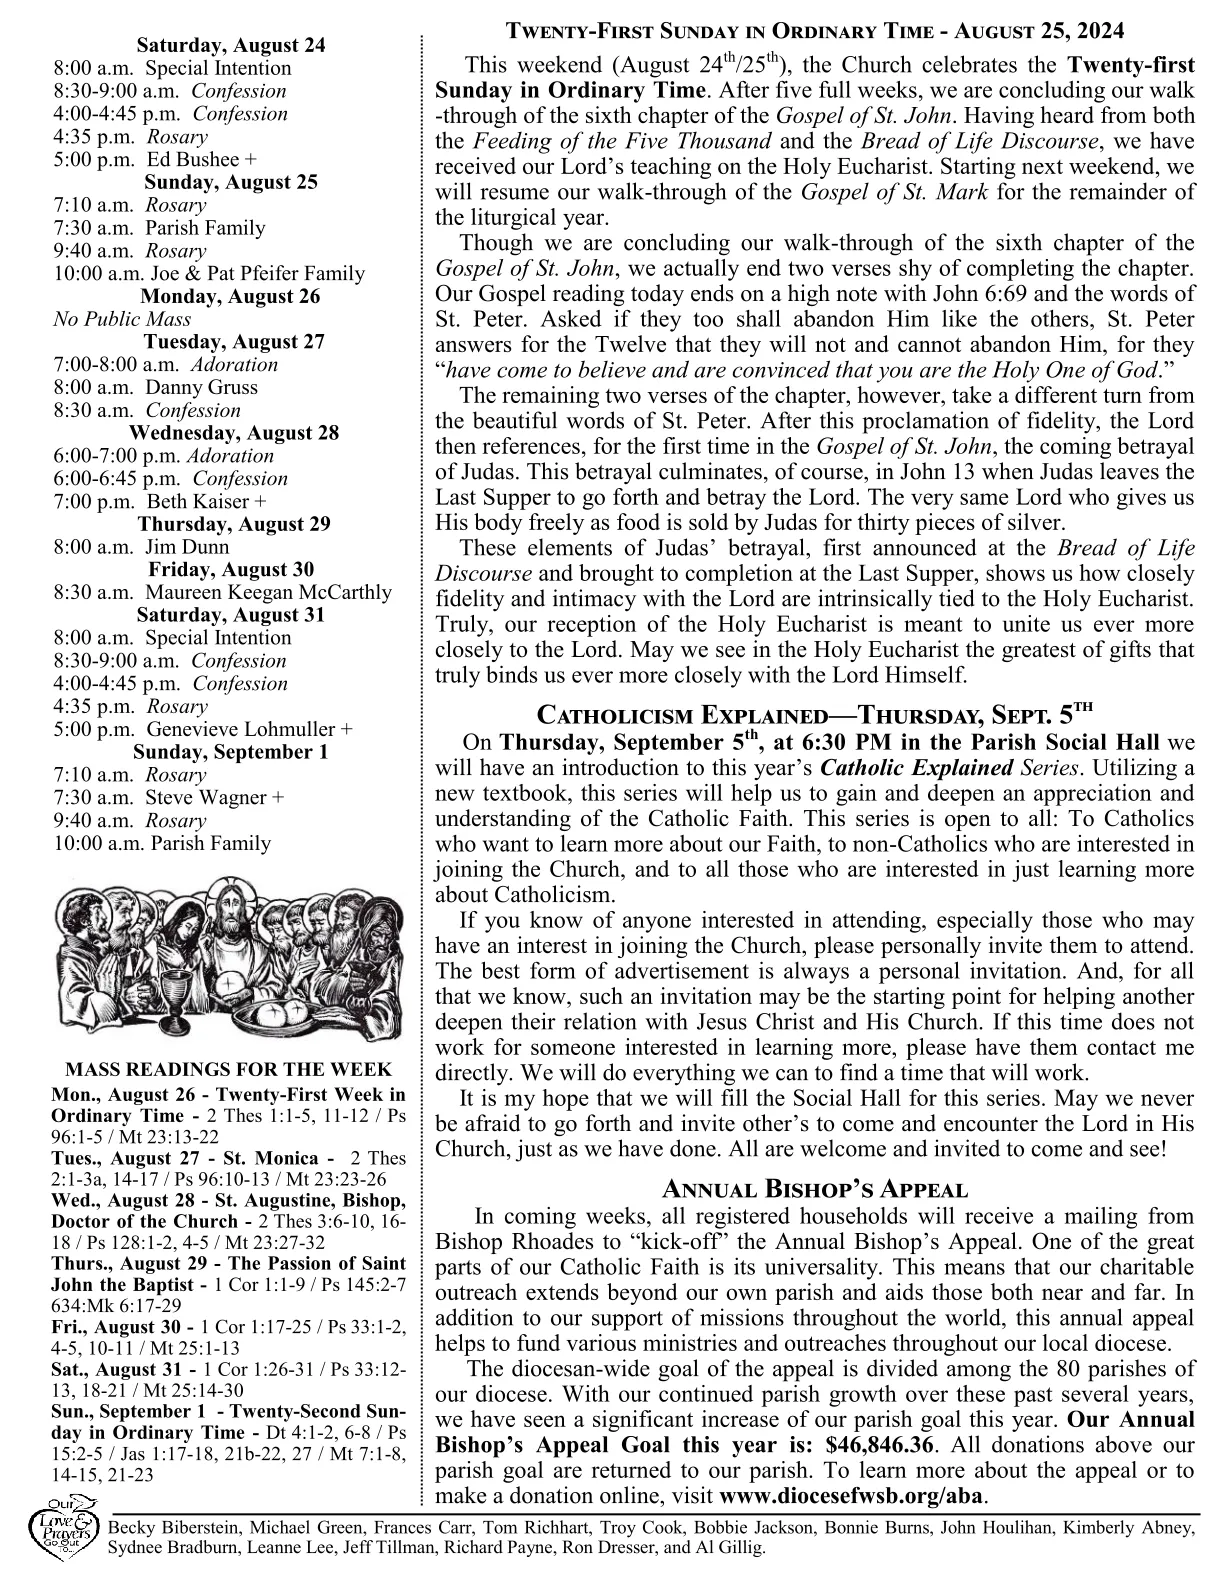 Saturday, August 24
8:00 a.m.  Special Intention
8:30-9:00 a.m.  Confession
4:00-4:45 p.m.  Confession
4:35 p.m.  Rosary
5:00 p.m.  Ed Bushee +
Sunday, August 25
7:10 a.m.  Rosary
7:30 a.m.  Parish Family
9:40 a.m.  Rosary
10:00 a.m. Joe & Pat Pfeifer Family
Monday, August 26
No Public Mass
Tuesday, August 27
7:00-8:00 a.m.  Adoration
8:00 a.m.  Danny Gruss
8:30 a.m.  Confession
Wednesday, August 28
6:00-7:00 p.m. Adoration
6:00-6:45 p.m.  Confession
7:00 p.m.  Beth Kaiser +
Thursday, August 29
8:00 a.m.  Jim Dunn
Friday, August 30
8:30 a.m.  Maureen Keegan McCarthly
Saturday, August 31
8:00 a.m.  Special Intention
8:30-9:00 a.m.  Confession
4:00-4:45 p.m.  Confession
4:35 p.m.  Rosary
5:00 p.m.  Genevieve Lohmuller +
Sunday, September 1
7:10 a.m.  Rosary
7:30 a.m.  Steve Wagner +
9:40 a.m.  Rosary
10:00 a.m. Parish Family
MASS READINGS FOR THE WEEK
Mon., August 26 - Twenty-First Week in
Ordinary Time - 2 Thes 1:1-5, 11-12 / Ps
96:1-5 / Mt 23:13-22
Tues., August 27 - St. Monica -  2 Thes
2:1-3a, 14-17 / Ps 96:10-13 / Mt 23:23-26
Wed., August 28 - St. Augustine, Bishop,
Doctor of the Church - 2 Thes 3:6-10, 16-
18 / Ps 128:1-2, 4-5 / Mt 23:27-32
Thurs., August 29 - The Passion of Saint
John the Baptist - 1 Cor 1:1-9 / Ps 145:2-7
634:Mk 6:17-29
Fri., August 30 - 1 Cor 1:17-25 / Ps 33:1-2,
4-5, 10-11 / Mt 25:1-13
Sat., August 31 - 1 Cor 1:26-31 / Ps 33:12-
13, 18-21 / Mt 25:14-30
Sun., September 1  - Twenty-Second Sun-
day in Ordinary Time - Dt 4:1-2, 6-8 / Ps
15:2-5 / Jas 1:17-18, 21b-22, 27 / Mt 7:1-8,
14-15, 21-23
Twenty-First Sunday in Ordinary Time - August 25, 2024
This weekend (August 24th/25th), the Church celebrates the Twenty-first
Sunday in Ordinary Time. After five full weeks, we are concluding our walk
-through of the sixth chapter of the Gospel of St. John. Having heard from both
the Feeding of the Five Thousand and the Bread of Life Discourse, we have
received our Lord’s teaching on the Holy Eucharist. Starting next weekend, we
will resume our walk-through of the Gospel of St. Mark for the remainder of
the liturgical year.
Though we are concluding our walk-through of the sixth chapter of the
Gospel of St. John, we actually end two verses shy of completing the chapter.
Our Gospel reading today ends on a high note with John 6:69 and the words of
St. Peter. Asked if they too shall abandon Him like the others, St. Peter
answers for the Twelve that they will not and cannot abandon Him, for they
“have come to believe and are convinced that you are the Holy One of God.”
The remaining two verses of the chapter, however, take a different turn from
the beautiful words of St. Peter. After this proclamation of fidelity, the Lord
then references, for the first time in the Gospel of St. John, the coming betrayal
of Judas. This betrayal culminates, of course, in John 13 when Judas leaves the
Last Supper to go forth and betray the Lord. The very same Lord who gives us
His body freely as food is sold by Judas for thirty pieces of silver.
These elements of Judas’ betrayal, first announced at the Bread of Life
Discourse and brought to completion at the Last Supper, shows us how closely
fidelity and intimacy with the Lord are intrinsically tied to the Holy Eucharist.
Truly, our reception of the Holy Eucharist is meant to unite us ever more
closely to the Lord. May we see in the Holy Eucharist the greatest of gifts that
truly binds us ever more closely with the Lord Himself.
Catholicism Explained—Thursday, Sept. 5th
On Thursday, September 5th, at 6:30 PM in the Parish Social Hall we
will have an introduction to this year’s Catholic Explained Series. Utilizing a
new textbook, this series will help us to gain and deepen an appreciation and
understanding of the Catholic Faith. This series is open to all: To Catholics
who want to learn more about our Faith, to non-Catholics who are interested in
joining the Church, and to all those who are interested in just learning more
about Catholicism.
If you know of anyone interested in attending, especially those who may
have an interest in joining the Church, please personally invite them to attend.
The best form of advertisement is always a personal invitation. And, for all
that we know, such an invitation may be the starting point for helping another
deepen their relation with Jesus Christ and His Church. If this time does not
work for someone interested in learning more, please have them contact me
directly. We will do everything we can to find a time that will work.
It is my hope that we will fill the Social Hall for this series. May we never
be afraid to go forth and invite other’s to come and encounter the Lord in His
Church, just as we have done. All are welcome and invited to come and see!
Annual Bishop’s Appeal
In coming weeks, all registered households will receive a mailing from
Bishop Rhoades to “kick-off” the Annual Bishop’s Appeal. One of the great
parts of our Catholic Faith is its universality. This means that our charitable
outreach extends beyond our own parish and aids those both near and far. In
addition to our support of missions throughout the world, this annual appeal
helps to fund various ministries and outreaches throughout our local diocese.
The diocesan-wide goal of the appeal is divided among the 80 parishes of
our diocese. With our continued parish growth over these past several years,
we have seen a significant increase of our parish goal this year. Our Annual
Bishop’s Appeal Goal this year is: $46,846.36. All donations above our
parish goal are returned to our parish. To learn more about the appeal or to
make a donation online, visit www.diocesefwsb.org/aba.
Our
Love &
Prayers
Go Out
To...
Becky Biberstein, Michael Green, Frances Carr, Tom Richhart, Troy Cook, Bobbie Jackson, Bonnie Burns, John Houlihan, Kimberly Abney,
Sydnee Bradburn, Leanne Lee, Jeff Tillman, Richard Payne, Ron Dresser, and Al Gillig.